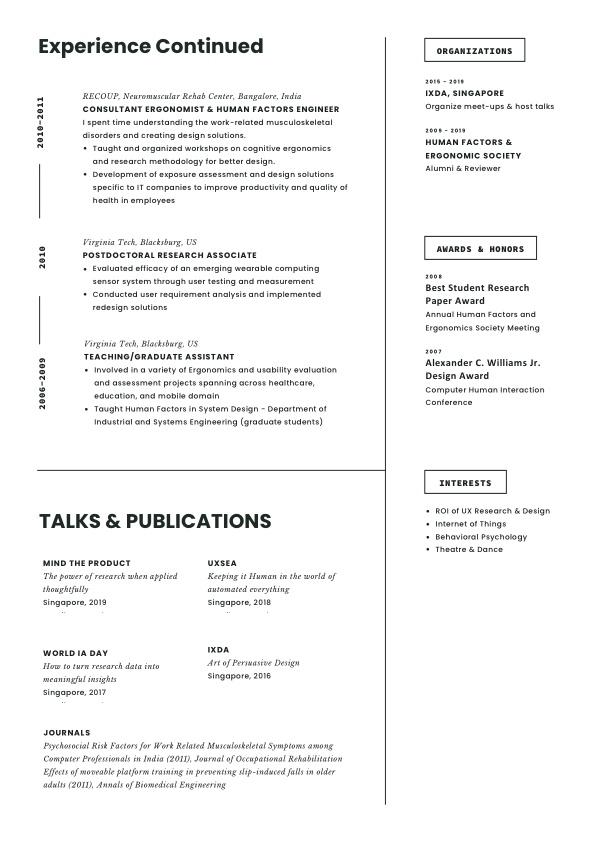 Experience Continued
2010-2011
RECOUP, Neuromuscular Rehab Center, Bangalore, India
CONSULTANT ERGONOMIST & HUMAN FACTORS ENGINEER
I spent time understanding the work-related musculoskeletal
disorders and creating design solutions.
• Taught and organized workshops on cognitive ergonomics
and research methodology for better design.
• Development of exposure assessment and design solutions
specific to IT companies to improve productivity and quality of
health in employees
2010
Virginia Tech, Blacksburg, US
POSTDOCTORAL RESEARCH ASSOCIATE
• Evaluated efficacy of an emerging wearable computing
sensor system through user testing and measurement
• Conducted user requirement analysis and implemented
redesign solutions
2006-2009
Virginia Tech, Blacksburg, US
TEACHING/GRADUATE ASSISTANT
• Involved in a variety of Ergonomics and usability evaluation
and assessment projects spanning across healthcare,
education, and mobile domain
• Taught Human Factors in System Design - Department of
Industrial and Systems Engineering (graduate students)
TALKS & PUBLICATIONS
MIND THE PRODUCT
The power of research when applied
thoughtfully
Singapore, 2019
UXSEA
Keeping it Human in the world of
automated everything
Singapore, 2018
WORLD IA DAY
How to turn research data into
meaningful insights
Singapore, 2017
IXDA
Art of Persuasive Design
Singapore, 2016
JOURNALS
Psychosocial Risk Factors for Work Related Musculoskeletal Symptoms among
Computer Professionals in India (2011), Journal of Occupational Rehabilitation
Effects of moveable platform training in preventing slip-induced falls in older
adults (2011), Annals of Biomedical Engineering
ORGANIZATIONS
2015 - 2019
IXDA, SINGAPORE
Organize meet-ups & host talks
2009 - 2019
HUMAN FACTORS &
ERGONOMIC SOCIETY
Alumni & Reviewer
AWARDS & HONORS
2008
Best Student Research
Paper Award
Annual Human Factors and
Ergonomics Society Meeting
2007
Alexander C. Williams Jr.
Design Award
Computer Human Interaction
Conference
INTERESTS
• ROI of UX Research & Design
• Internet of Things
• Behavioral Psychology
• Theatre & Dance